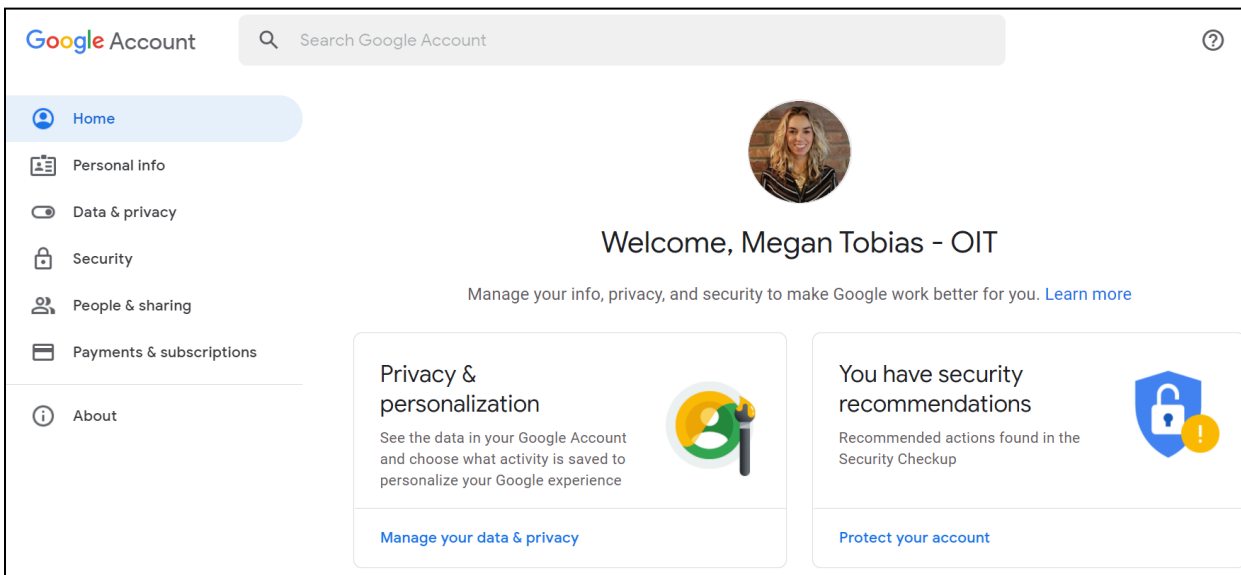 Google Account
Search Google Account
Home
Personal info
Data & privacy
Security
People & sharing
Payments & subscriptions
About
Welcome, Megan Tobias - OIT
Manage your info, privacy, and security to make Google work better for you. Learn more
Privacy &
personalization
See the data in your Google Account
and choose what activity is saved to
personalize your Google experience
Manage your data & privacy
You have security
recommendations
Recommended actions found in the
Security Checkup
Protect your account